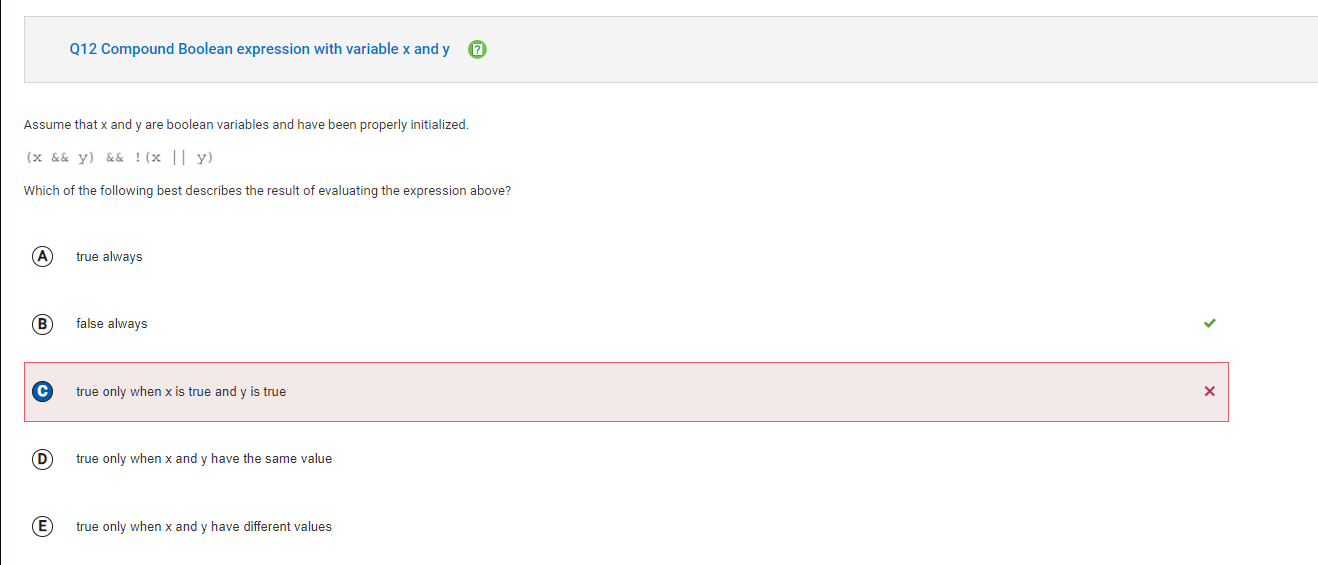 Q12 Compound Boolean expression with variable x and y
Assume that x and y are boolean variables and have been properly initialized.
(x && y) && !(x || y)
Which of the following best describes the result of evaluating the expression above?
A true always
B false always
C true only when x is true and y is true
D true only when x and y have the same value
E true only when x and y have different values